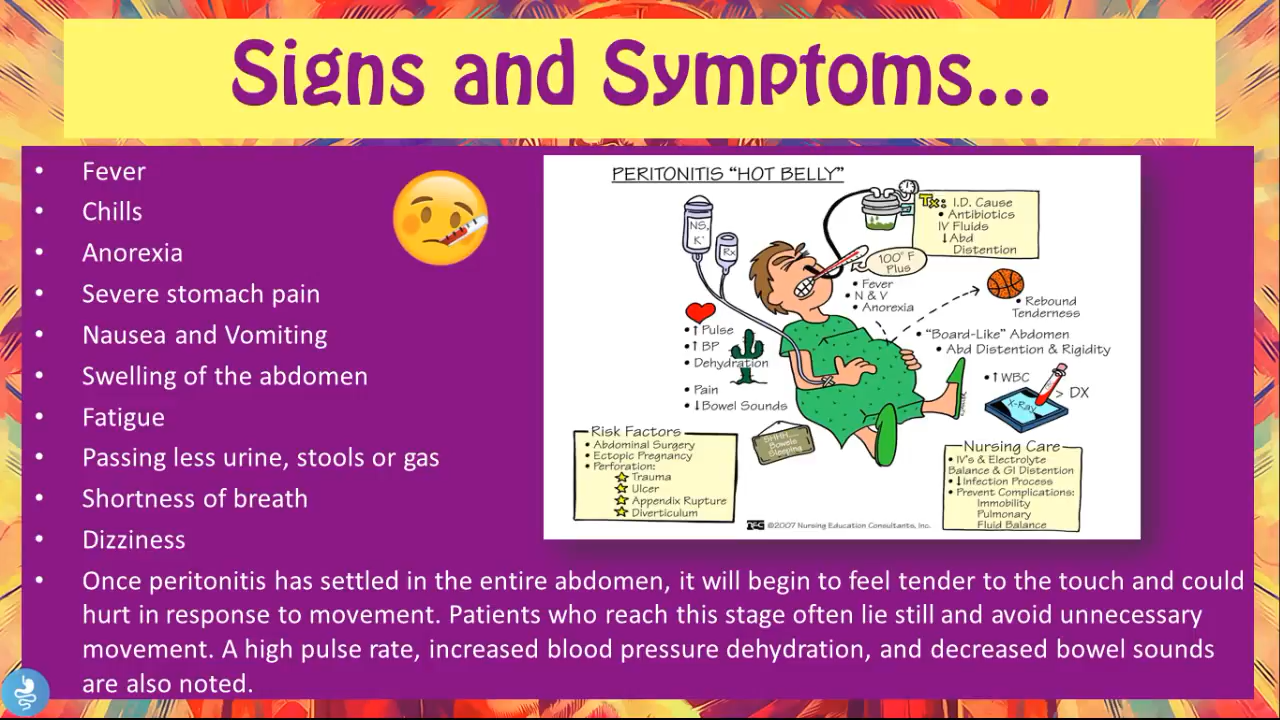 Signs and Symptoms...
• Fever
• Chills
• Anorexia
• Severe stomach pain
• Nausea and Vomiting
• Swelling of the abdomen
• Fatigue
• Passing less urine, stools or gas
• Shortness of breath
• Dizziness
• Once peritonitis has settled in the entire abdomen, it will begin to feel tender to the touch and could
hurt in response to movement. Patients who reach this stage often lie still and avoid unnecessary
movement. A high pulse rate, increased blood pressure dehydration, and decreased bowel sounds
are also noted.
PERITONITIS “HOT BELLY”
NS,
K⁺
Rx
Tx: I.D. Cause
• Antibiotics
IV Fluids
↓Abd
Distention
100° F
Plus
• Fever
• N & V
• Anorexia
• Rebound
Tenderness
• “Board-Like” Abdomen
• Abd Distention & Rigidity
• ↑Pulse
• ↑ BP
• Dehydration
• Pain
• ↓Bowel Sounds
• ↑WBC
X-Ray
> DX
SHHH...
Bowels
Sleeping
Risk Factors
• Abdominal Surgery
• Ectopic Pregnancy
• Perforation:
Trauma
Ulcer
Appendix Rupture
Diverticulum
Nursing Care
• IV's & Electrolyte
Balance & GI Distention
• ↓Infection Process
• Prevent Complications:
Immobility
Pulmonary
Fluid Balance
©2007 Nursing Education Consultants, Inc.